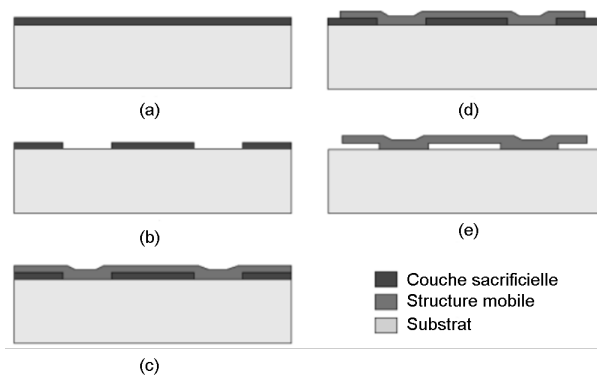 (a)
(b)
(c)
(d)
(e)
Couche sacrificielle
Structure mobile
Substrat